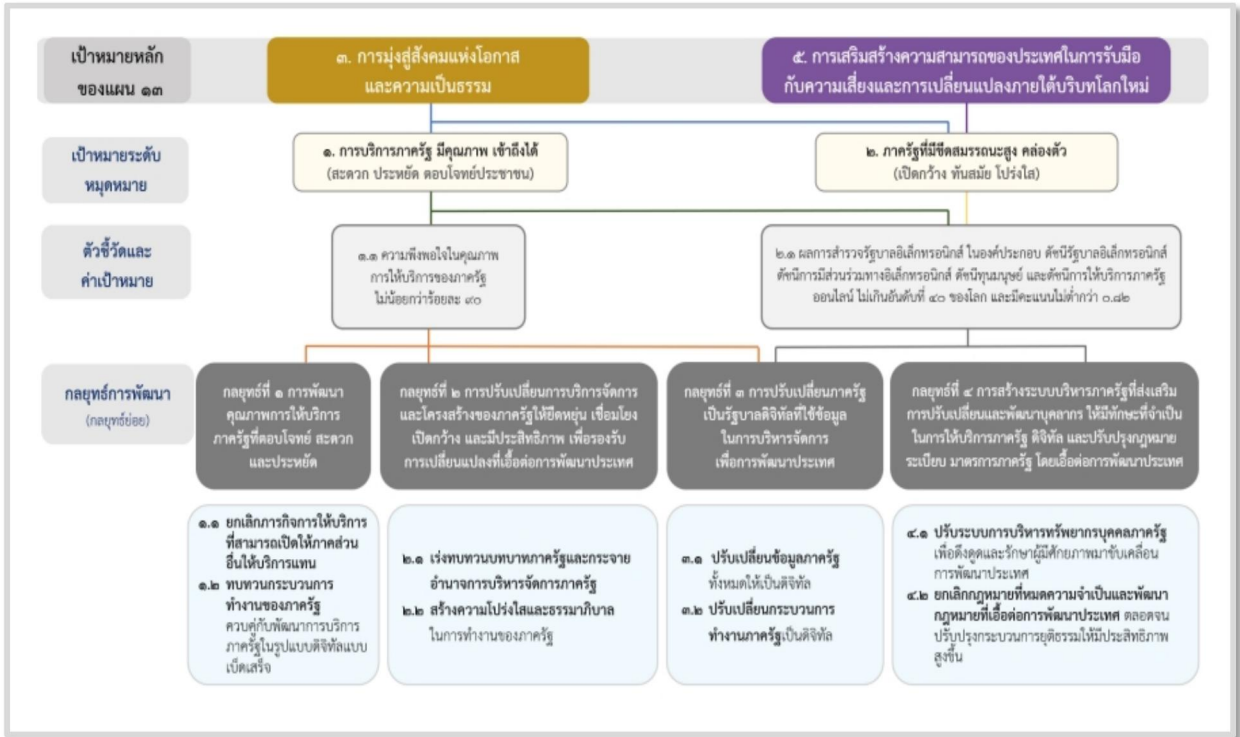 เป้าหมายหลัก
ของแผน ๑๓
๓. การมุ่งสู่สังคมแห่งโอกาส
และความเป็นธรรม
๕. การเสริมสร้างความสามารถของประเทศในการรับมือ
กับความเสี่ยงและการเปลี่ยนแปลงภายใต้บริบทโลกใหม่
เป้าหมายระดับ
หมุดหมาย
๑. การบริการภาครัฐ มีคุณภาพ เข้าถึงได้
(สะดวก ประหยัด ตอบโจทย์ประชาชน)
๒. ภาครัฐที่มีขีดสมรรถนะสูง คล่องตัว
(เปิดกว้าง ทันสมัย โปร่งใส)
ตัวชี้วัดและ
ค่าเป้าหมาย
๑.๑ ความพึงพอใจในคุณภาพ
การให้บริการของภาครัฐ
ไม่น้อยกว่าร้อยละ ๙๐
๒.๑ ผลการสำรวจรัฐบาลอิเล็กทรอนิกส์ ในองค์ประกอบ ดัชนีรัฐบาลอิเล็กทรอนิกส์
ดัชนีการมีส่วนร่วมทางอิเล็กทรอนิกส์ ดัชนีทุนมนุษย์ และดัชนีการให้บริการภาครัฐ
ออนไลน์ ไม่เกินอันดับที่ ๔๐ ของโลก และมีคะแนนไม่ต่ำกว่า ๐.๘๒
กลยุทธ์การพัฒนา
(กลยุทธ์ย่อย)
กลยุทธ์ที่ ๑ การพัฒนา
คุณภาพการให้บริการ
ภาครัฐที่ตอบโจทย์ สะดวก
และประหยัด
กลยุทธ์ที่ ๒ การปรับเปลี่ยนการบริการจัดการ
และโครงสร้างของภาครัฐให้ยืดหยุ่น เชื่อมโยง
เปิดกว้าง และมีประสิทธิภาพ เพื่อรองรับ
การเปลี่ยนแปลงที่เอื้อต่อการพัฒนาประเทศ
กลยุทธ์ที่ ๓ การปรับเปลี่ยนภาครัฐ
เป็นรัฐบาลดิจิทัลที่ใช้ข้อมูล
ในการบริหารจัดการ
เพื่อการพัฒนาประเทศ
กลยุทธ์ที่ ๔ การสร้างระบบบริหารภาครัฐที่ส่งเสริม
การปรับเปลี่ยนและพัฒนาบุคลากร ให้มีทักษะที่จำเป็น
ในการให้บริการภาครัฐ ดิจิทัล และปรับปรุงกฎหมาย
ระเบียบ มาตรการภาครัฐ โดยเอื้อต่อการพัฒนาประเทศ
๑.๑ ยกเลิกภารกิจการให้บริการ
ที่สามารถเปิดให้ภาคส่วน
อื่นให้บริการแทน
๑.๒ ทบทวนกระบวนการ
ทำงานของภาครัฐ
ควบคู่กับพัฒนาการบริการ
ภาครัฐในรูปแบบดิจิทัลแบบ
เบ็ดเสร็จ
๒.๑ เร่งทบทวนบทบาทภาครัฐและกระจาย
อำนาจการบริหารจัดการภาครัฐ
๒.๒ สร้างความโปร่งใสและธรรมาภิบาล
ในการทำงานของภาครัฐ
๓.๑ ปรับเปลี่ยนข้อมูลภาครัฐ
ทั้งหมดให้เป็นดิจิทัล
๓.๒ ปรับเปลี่ยนกระบวนการ
ทำงานภาครัฐเป็นดิจิทัล
๔.๑ ปรับระบบการบริหารทรัพยากรบุคคลภาครัฐ
เพื่อดึงดูดและรักษาผู้มีศักยภาพมาขับเคลื่อน
การพัฒนาประเทศ
๔.๒ ยกเลิกกฎหมายที่หมดความจำเป็นและพัฒนา
กฎหมายที่เอื้อต่อการพัฒนาประเทศ ตลอดจน
ปรับปรุงกระบวนการยุติธรรมให้มีประสิทธิภาพ
สูงขึ้น